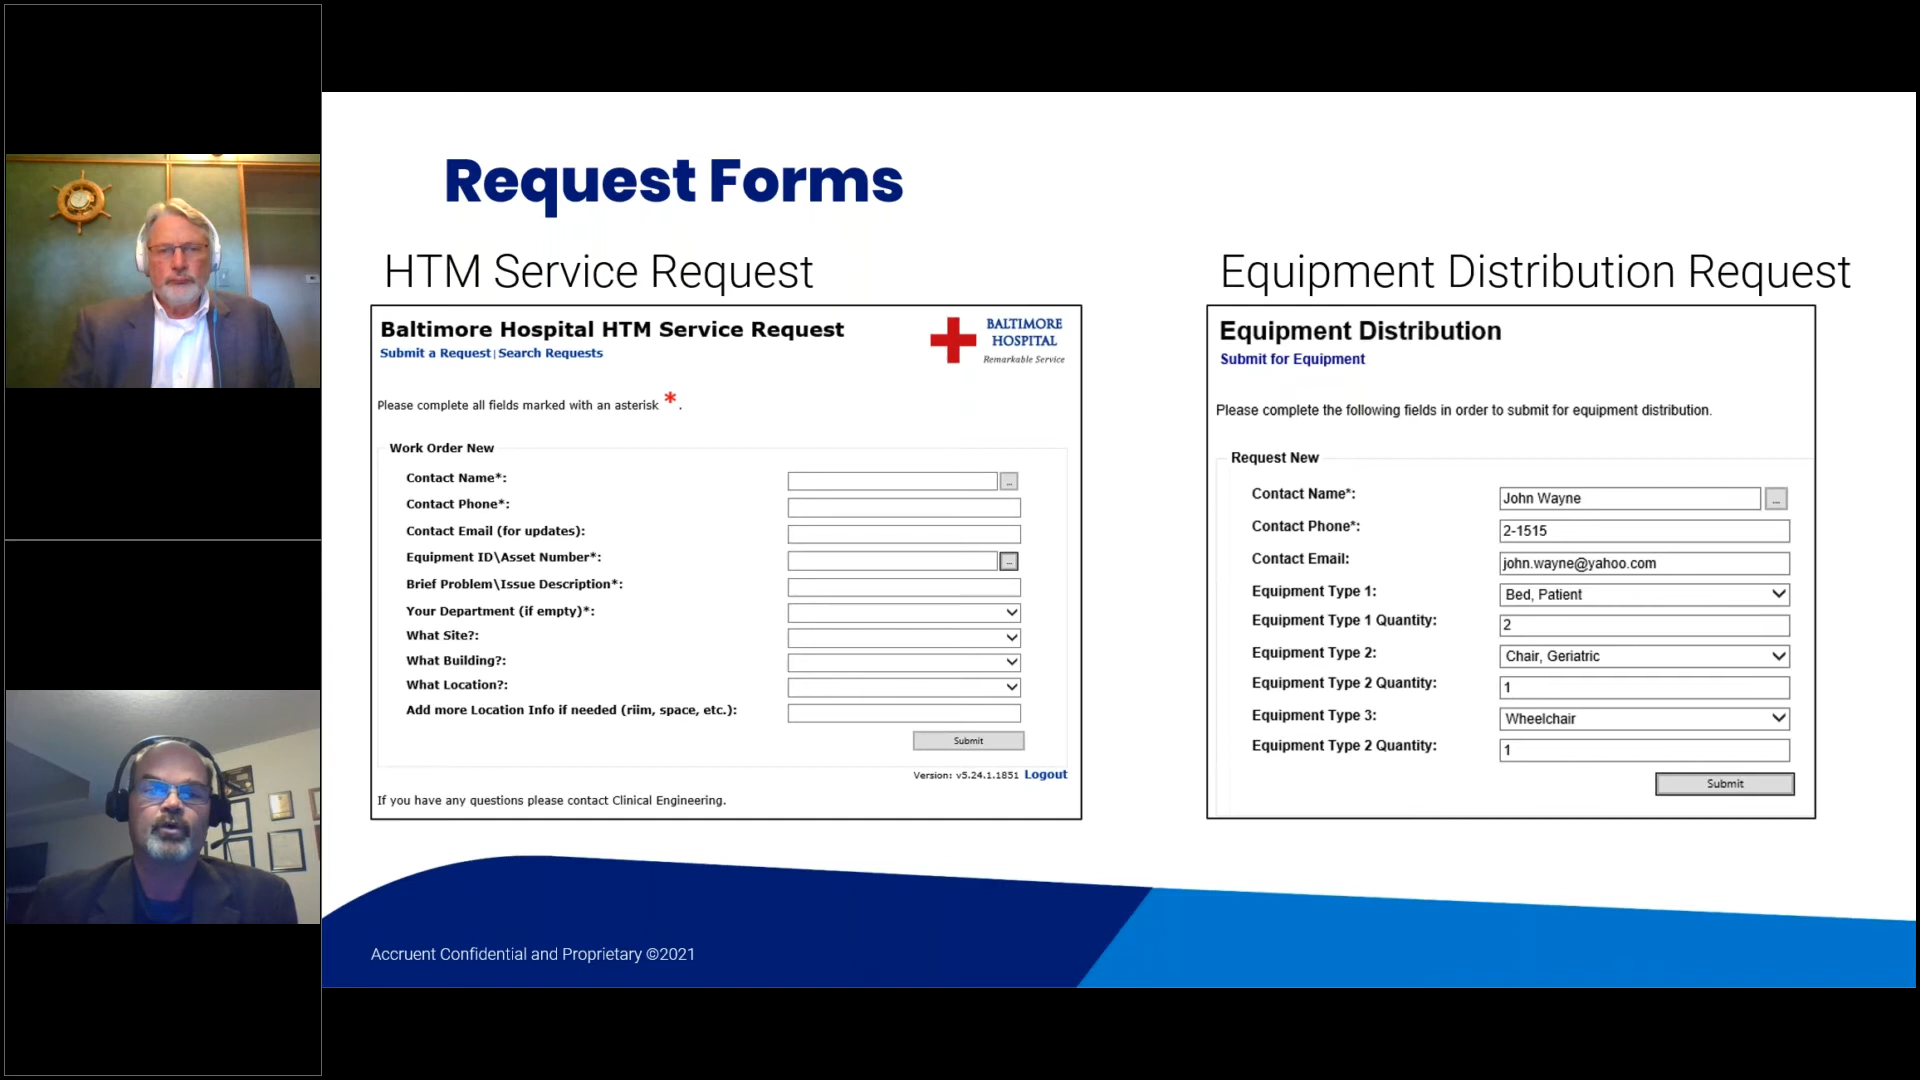 Request Forms
HTM Service Request
Baltimore Hospital HTM Service Request
Submit a Request | Search Requests
BALTIMORE
HOSPITAL
Remarkable Service
Please complete all fields marked with an asterisk * .
Work Order New
Contact Name*: ...
Contact Phone*:
Contact Email (for updates):
Equipment ID\Asset Number*: ...
Brief Problem\Issue Description*:
Your Department (if empty)*:
What Site?:
What Building?:
What Location?:
Add more Location Info if needed (riim, space, etc.):
Submit
Version: v5.24.1.1851 Logout
If you have any questions please contact Clinical Engineering.
Equipment Distribution Request
Equipment Distribution
Submit for Equipment
Please complete the following fields in order to submit for equipment distribution.
Request New
Contact Name*: John Wayne ...
Contact Phone*: 2-1515
Contact Email: john.wayne@yahoo.com
Equipment Type 1: Bed, Patient
Equipment Type 1 Quantity: 2
Equipment Type 2: Chair, Geriatric
Equipment Type 2 Quantity: 1
Equipment Type 3: Wheelchair
Equipment Type 2 Quantity: 1
Submit
Accruent Confidential and Proprietary ©2021